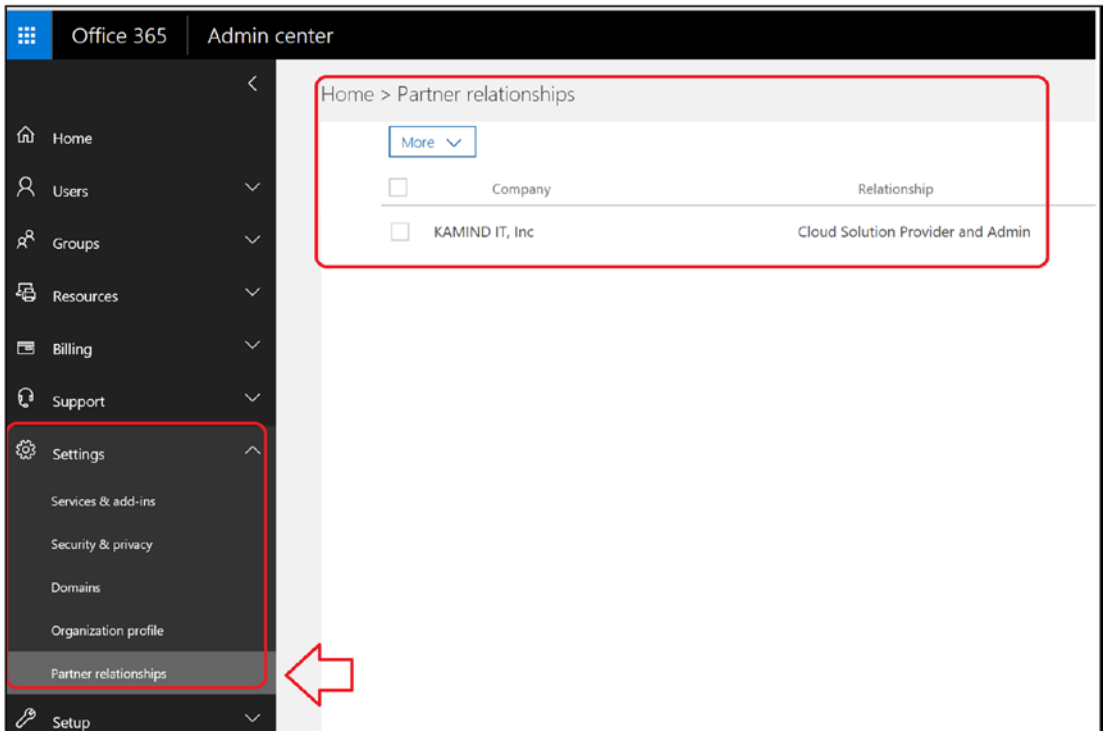 Office 365
Admin center
Home
Users
Groups
Resources
Billing
Support
Settings
Services & add-ins
Security & privacy
Domains
Organization profile
Partner relationships
Setup
Home > Partner relationships
More
Company Relationship
KAMIND IT, Inc Cloud Solution Provider and Admin